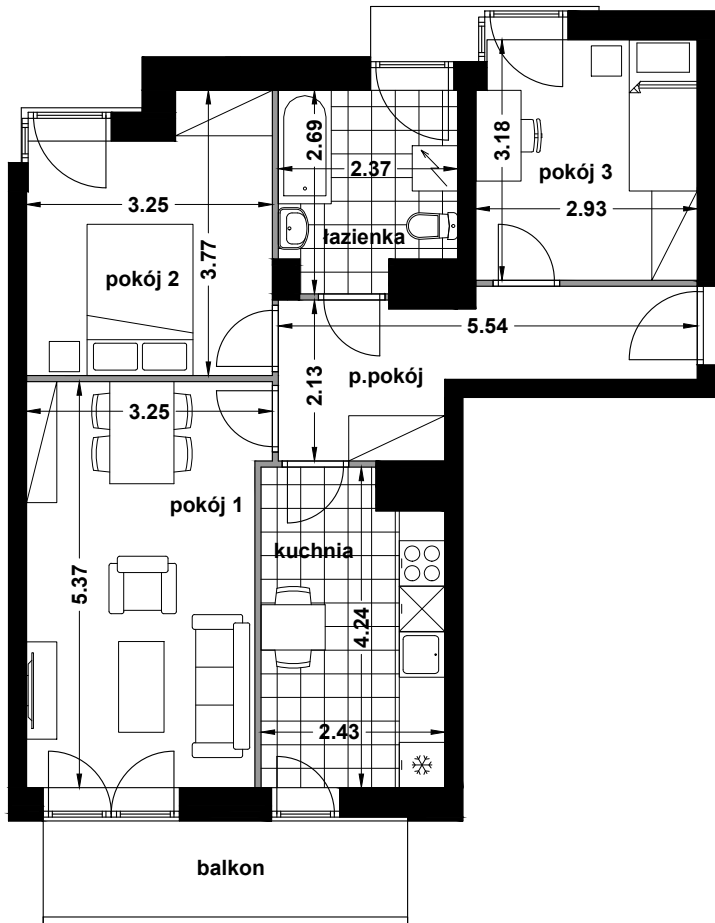 3.18
2.69
2.37
pokój 3
3.25
2.93
łazienka
3.77
pokój 2
5.54
2.13
p.pokój
3.25
pokój 1
kuchnia
5.37
4.24
2.43
balkon